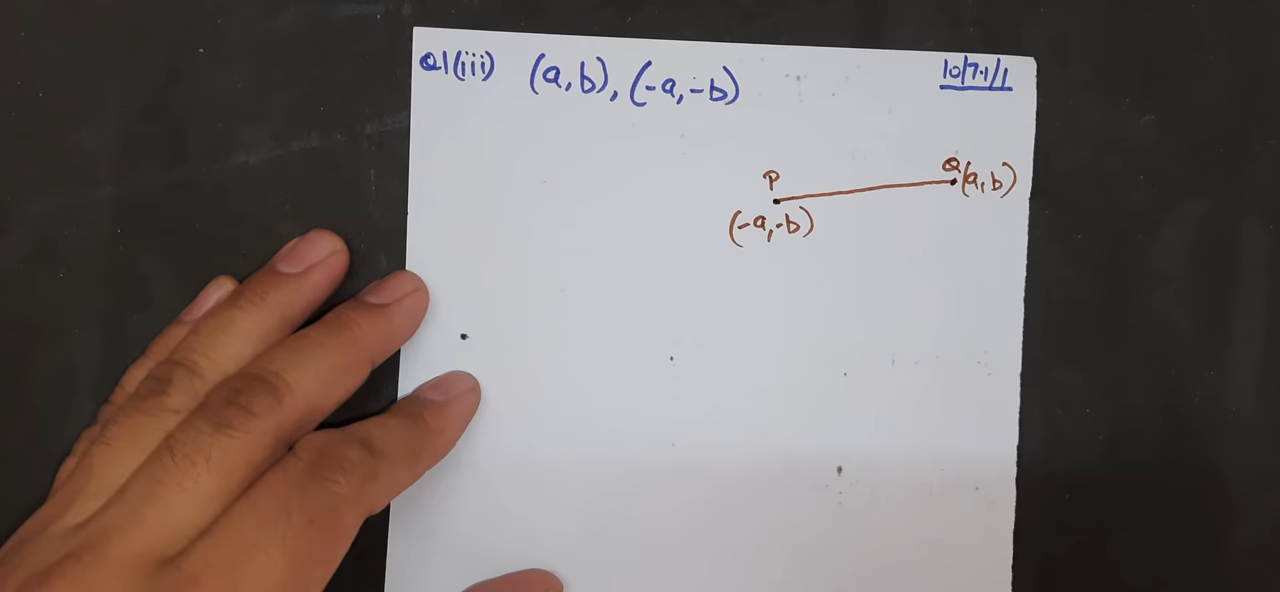 Q1(iii) (a,b), (-a,-b) 10/7.1/1
P Q(a,b)
(-a,-b)